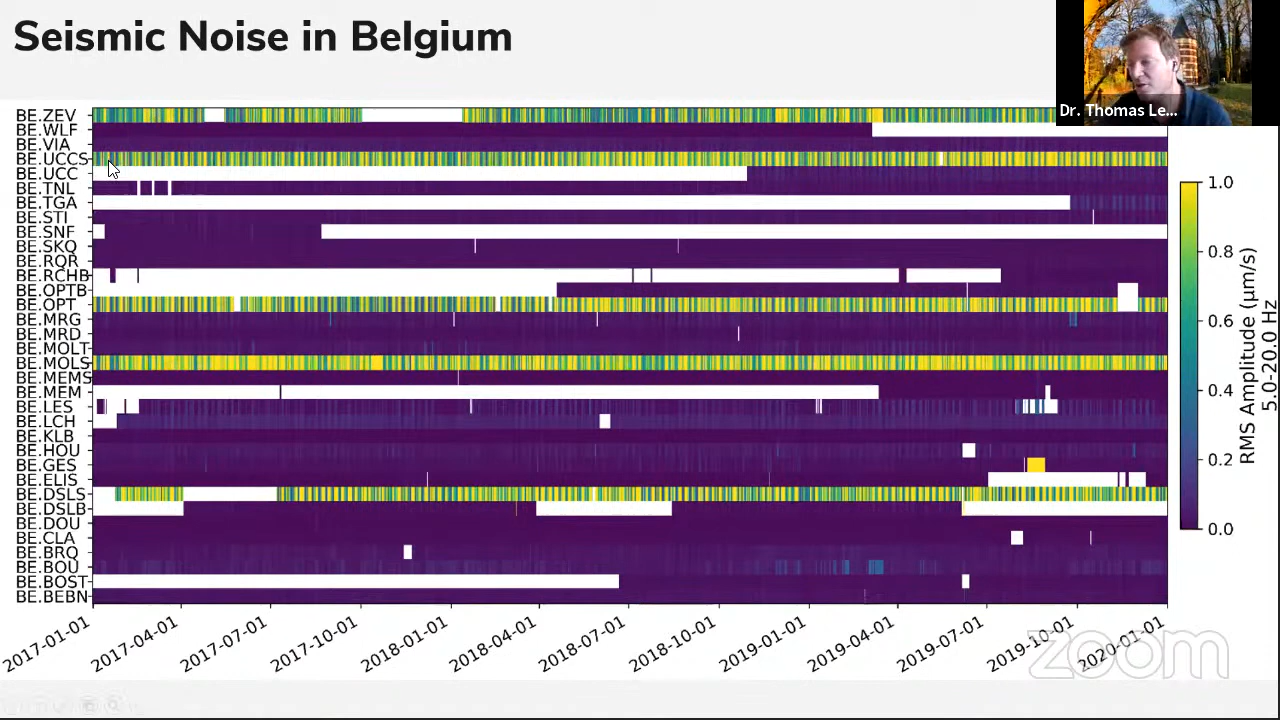 Seismic Noise in Belgium
Dr. Thomas Le...
BE.ZEV
BE.WLF
BE.VIA
BE.UCCS
BE.UCC
BE.TNL
BE.TGA
BE.STI
BE.SNF
BE.SKQ
BE.RQR
BE.RCHB
BE.OPTB
BE.OPT
BE.MRG
BE.MRD
BE.MOLT
BE.MOLS
BE.MEMS
BE.MEM
BE.LES
BE.LCH
BE.KLB
BE.HOU
BE.GES
BE.ELIS
BE.DSLS
BE.DSLB
BE.DOU
BE.CLA
BE.BRQ
BE.BOU
BE.BOST
BE.BEBN
2017-01-01
2017-04-01
2017-07-01
2017-10-01
2018-01-01
2018-04-01
2018-07-01
2018-10-01
2019-01-01
2019-04-01
2019-07-01
2019-10-01
2020-01-01
1.0
0.8
0.6
0.4
0.2
0.0
RMS Amplitude (μm/s)
5.0-20.0 Hz
zoom